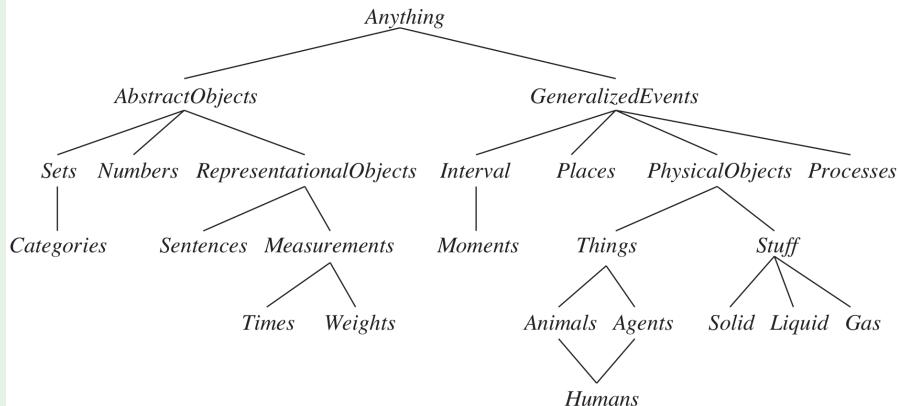 Anything
AbstractObjects GeneralizedEvents
Sets Numbers RepresentationalObjects Interval Places PhysicalObjects Processes
Categories Sentences Measurements Moments Things Stuff
Times Weights Animals Agents Solid Liquid Gas
Humans